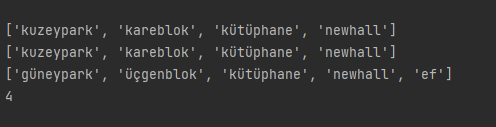 ['kuzeypark', 'kareblok', 'kütüphane', 'newhall']
['kuzeypark', 'kareblok', 'kütüphane', 'newhall']
['güneypark', 'üçgenblok', 'kütüphane', 'newhall', 'ef']
4